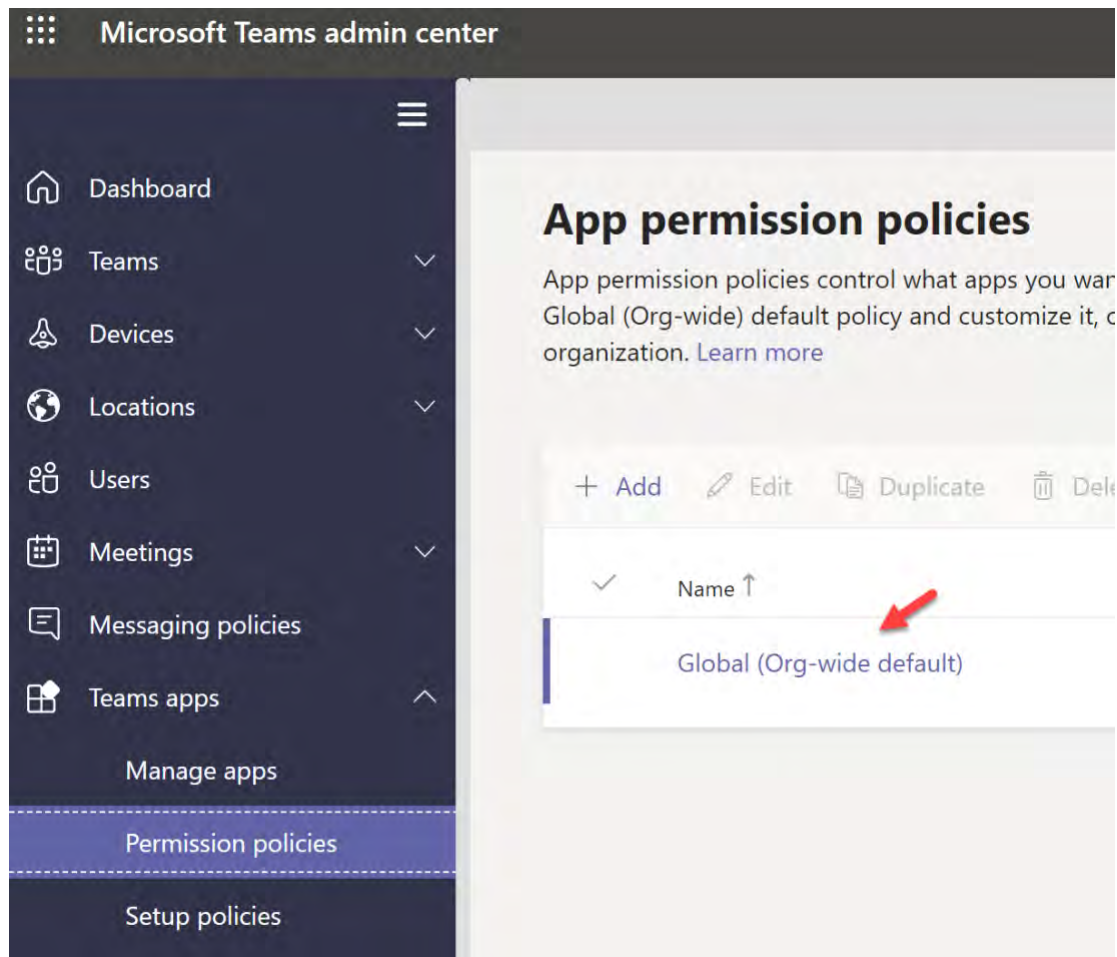 Microsoft Teams admin center
Dashboard
Teams
Devices
Locations
Users
Meetings
Messaging policies
Teams apps
Manage apps
Permission policies
Setup policies
App permission policies
App permission policies control what apps you
Global (Org-wide) default policy and customize it,
organization. Learn more
+ Add Edit Duplicate
Name ↑
Global (Org-wide default)